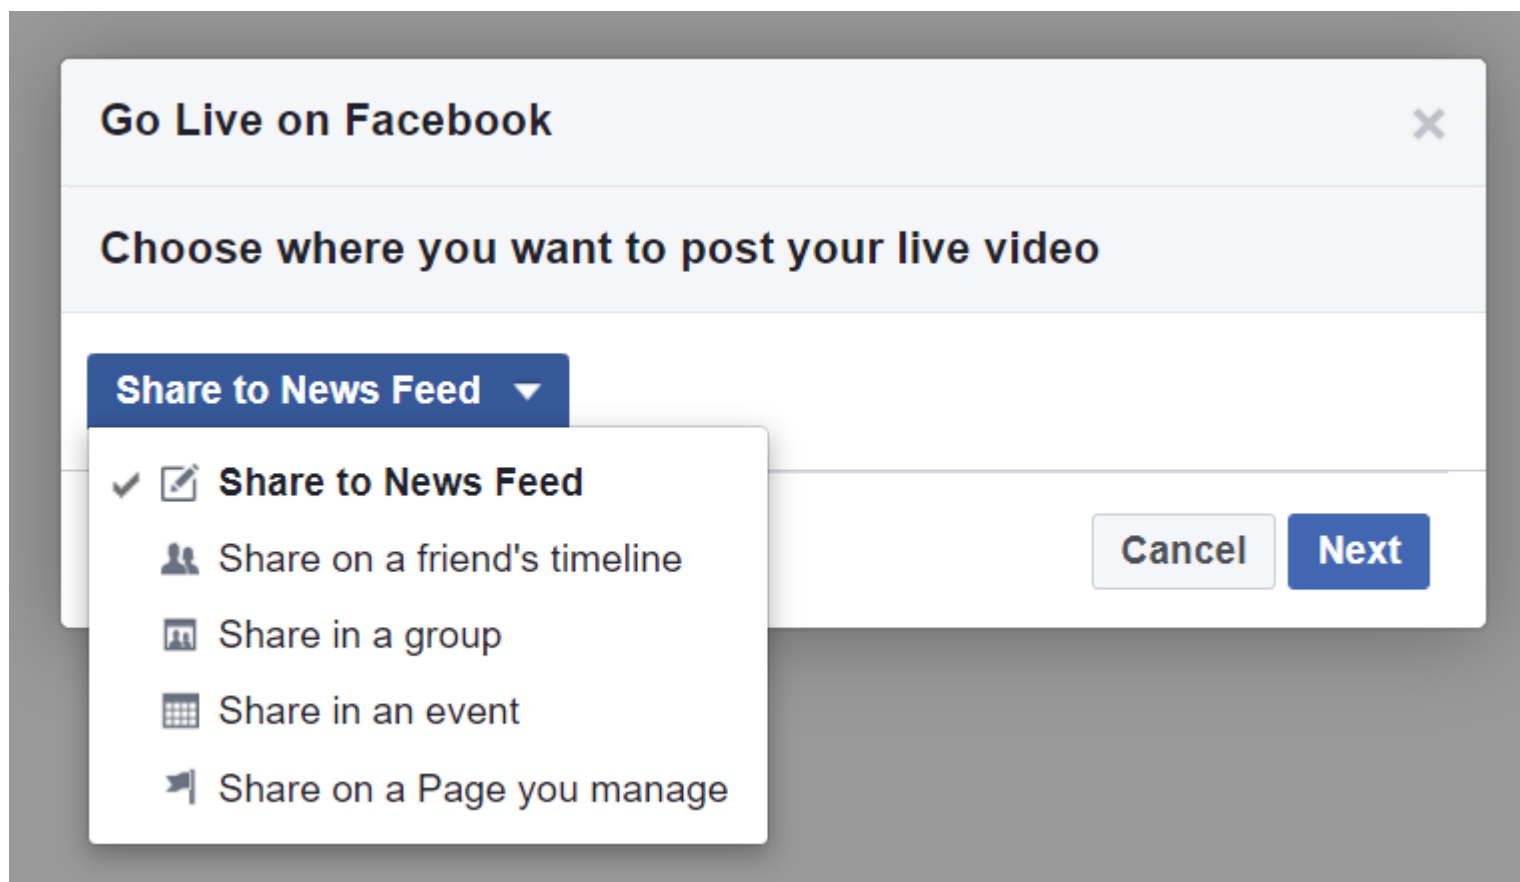 Go Live on Facebook
Choose where you want to post your live video
Share to News Feed
Share to News Feed
Share on a friend's timeline
Share in a group
Share in an event
Share on a Page you manage
Cancel Next